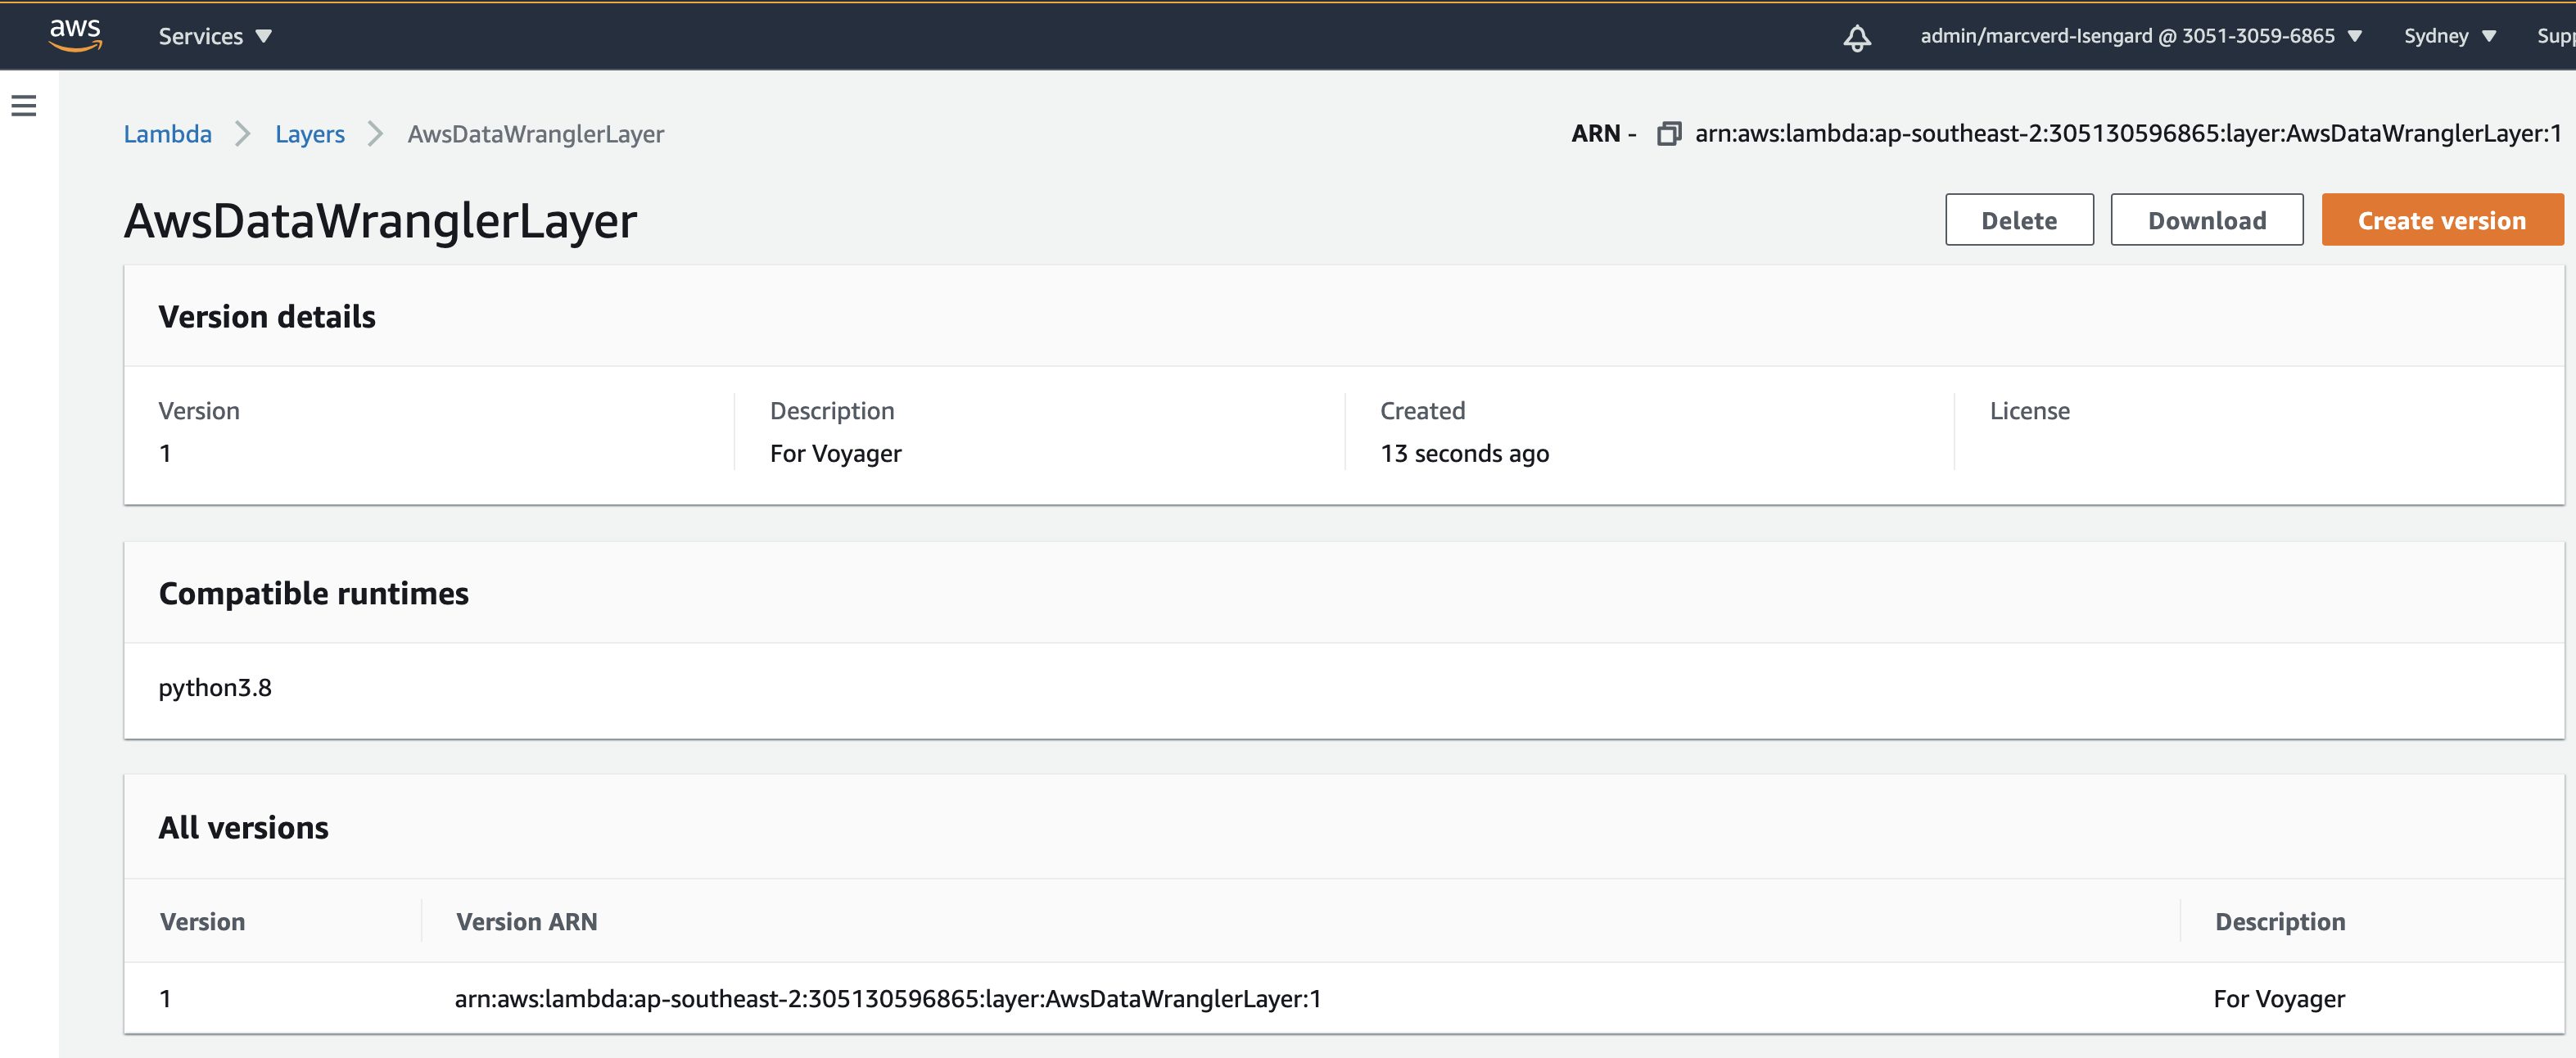 aws Services admin/marcverd-Isengard @ 3051-3059-6865 Sydney
Lambda Layers AwsDataWranglerLayer ARN - arn:aws:lambda:ap-southeast-2:305130596865:layer:AwsDataWranglerLayer:1
AwsDataWranglerLayer Delete Download Create version
Version details
Version Description Created License
1 For Voyager 13 seconds ago
Compatible runtimes
python3.8
All versions
Version Version ARN Description
1 arn:aws:lambda:ap-southeast-2:305130596865:layer:AwsDataWranglerLayer:1 For Voyager